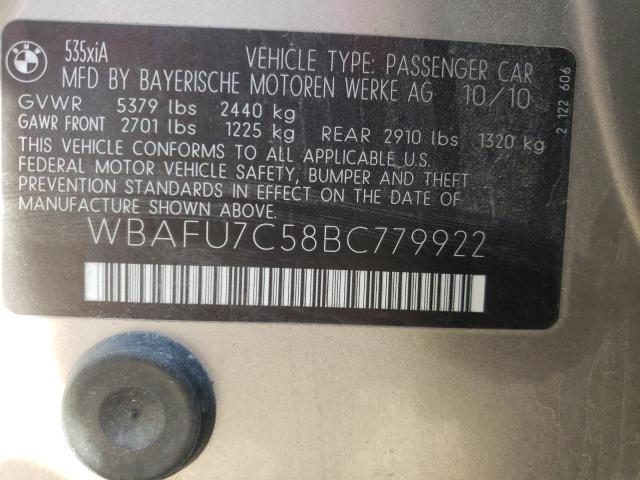 BMW
535xiA
VEHICLE TYPE: PASSENGER CAR
MFD BY BAYERISCHE MOTOREN WERKE AG 10/10
GVWR 5379 lbs 2440 kg
GAWR FRONT 2701 lbs 1225 kg REAR 2910 lbs 1320 kg
THIS VEHICLE CONFORMS TO ALL APPLICABLE U.S.
FEDERAL MOTOR VEHICLE SAFETY, BUMPER AND THEFT
PREVENTION STANDARDS IN EFFECT ON THE DATE OF
MANUFACTURE SHOWN ABOVE.
WBAFU7C58BC779922
2 122 606